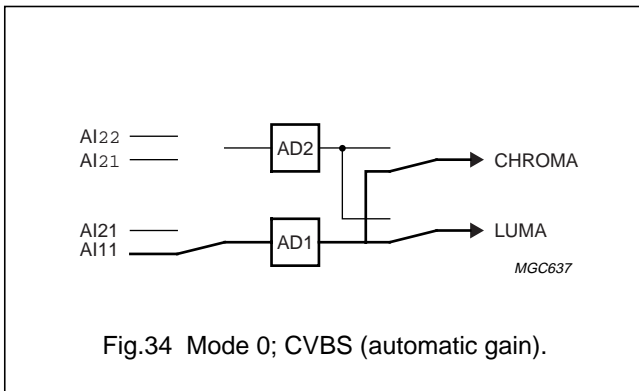 AI22
AI21
AD2
CHROMA
AI21
AI11
AD1
LUMA
MGC637
Fig.34 Mode 0; CVBS (automatic gain).